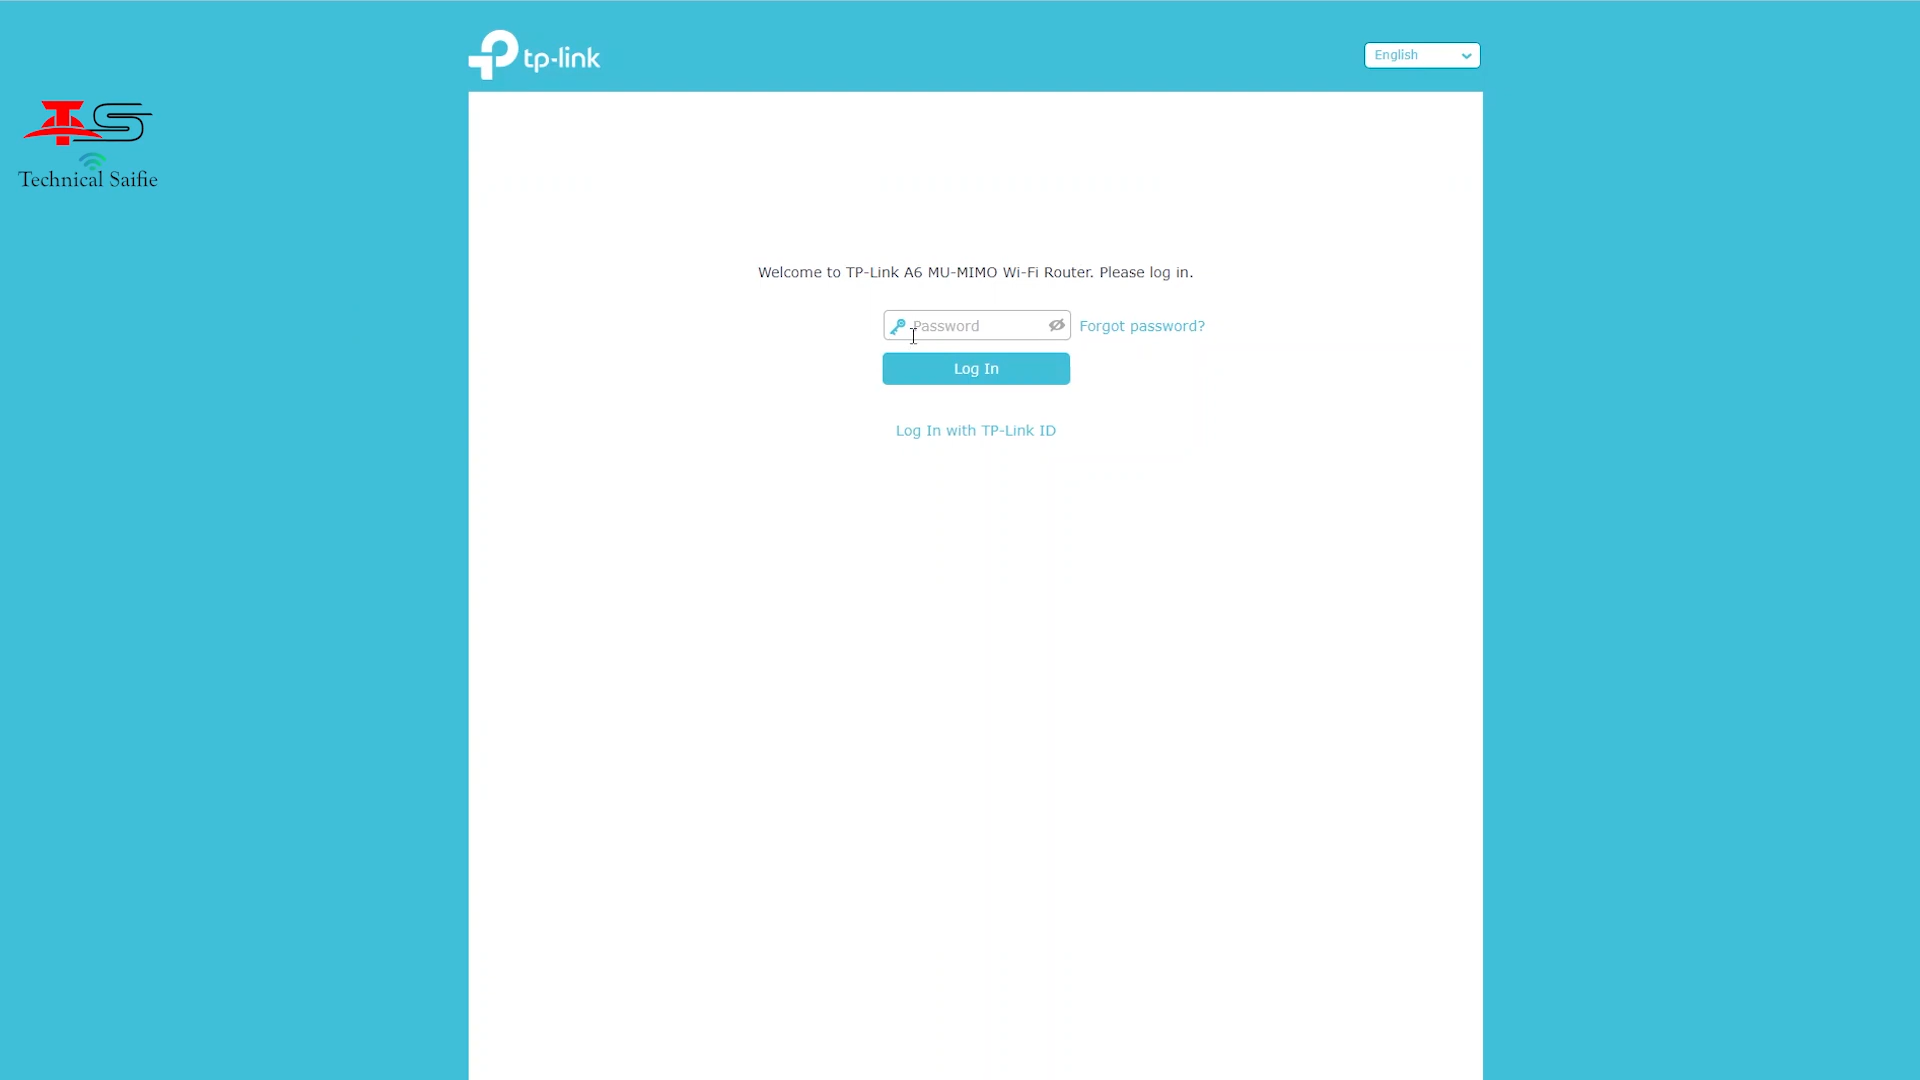 tp-link
English
TS
Technical Saifie
Welcome to TP-Link A6 MU-MIMO Wi-Fi Router. Please log in.
Password
Forgot password?
Log In
Log In with TP-Link ID